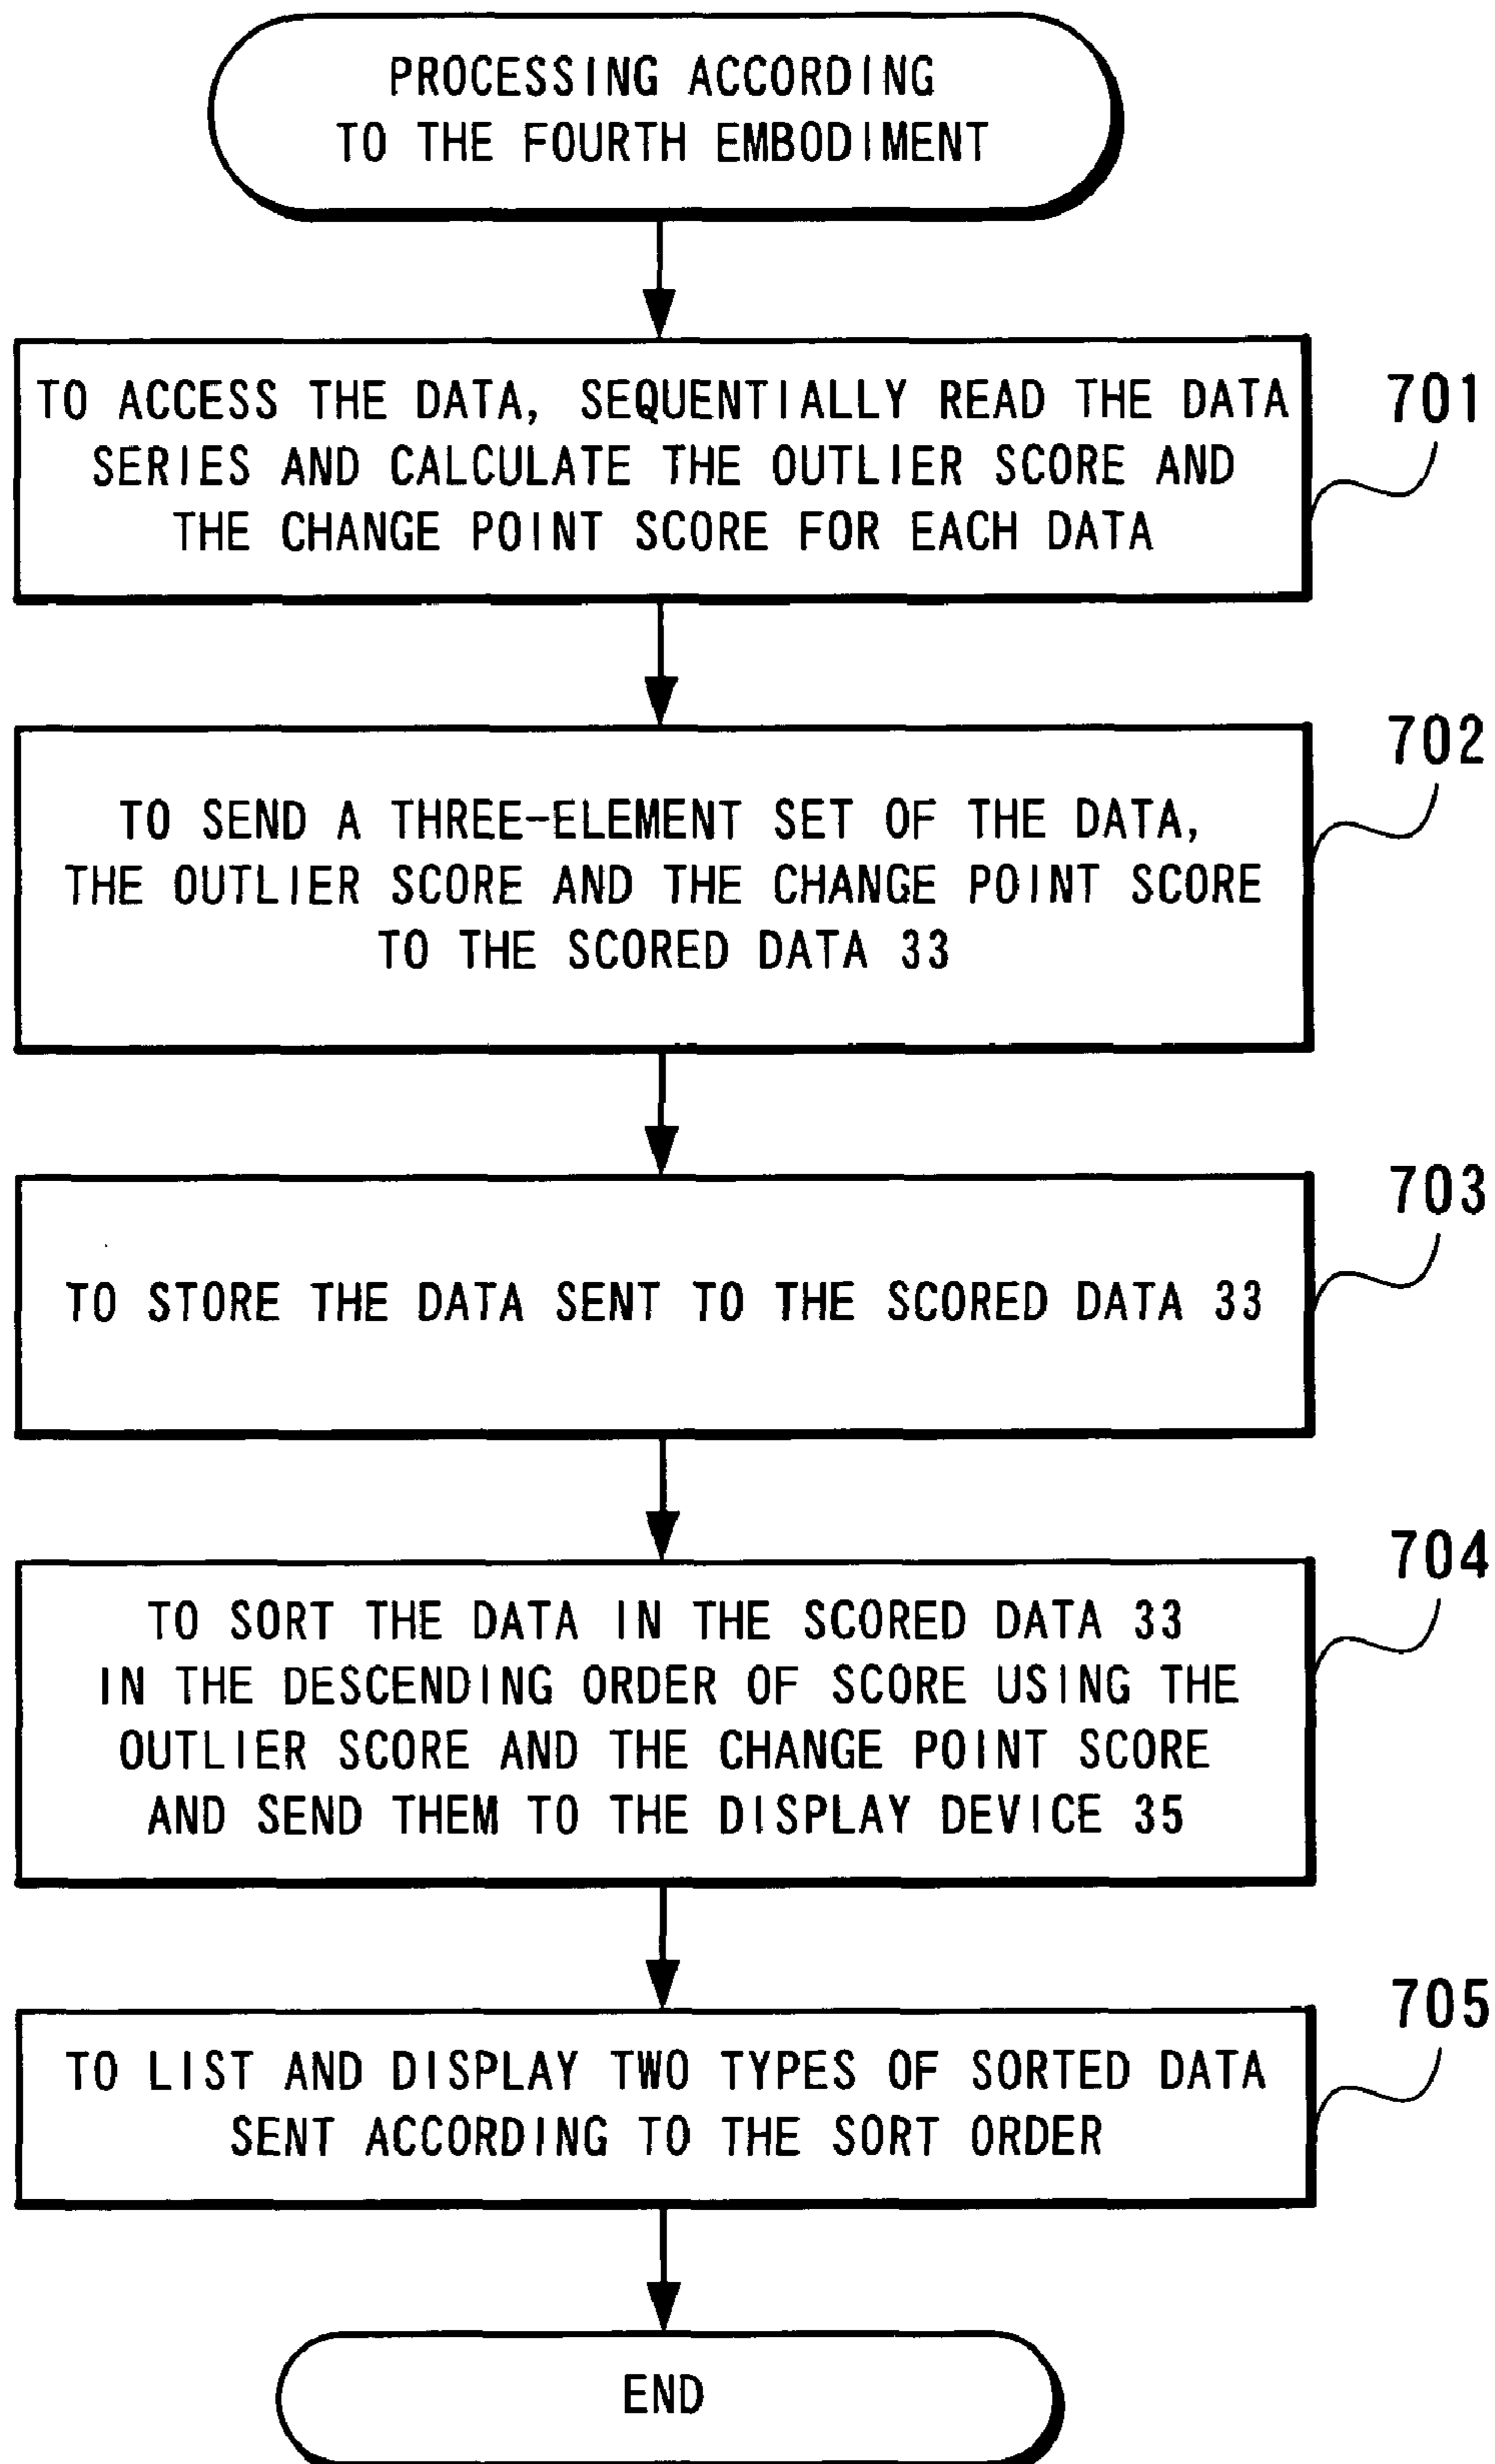 PROCESSING ACCORDING
TO THE FOURTH EMBODIMENT
TO ACCESS THE DATA, SEQUENTIALLY READ THE DATA
SERIES AND CALCULATE THE OUTLIER SCORE AND
THE CHANGE POINT SCORE FOR EACH DATA
701
TO SEND A THREE-ELEMENT SET OF THE DATA,
THE OUTLIER SCORE AND THE CHANGE POINT SCORE
TO THE SCORED DATA 33
702
TO STORE THE DATA SENT TO THE SCORED DATA 33
703
TO SORT THE DATA IN THE SCORED DATA 33
IN THE DESCENDING ORDER OF SCORE USING THE
OUTLIER SCORE AND THE CHANGE POINT SCORE
AND SEND THEM TO THE DISPLAY DEVICE 35
704
TO LIST AND DISPLAY TWO TYPES OF SORTED DATA
SENT ACCORDING TO THE SORT ORDER
705
END